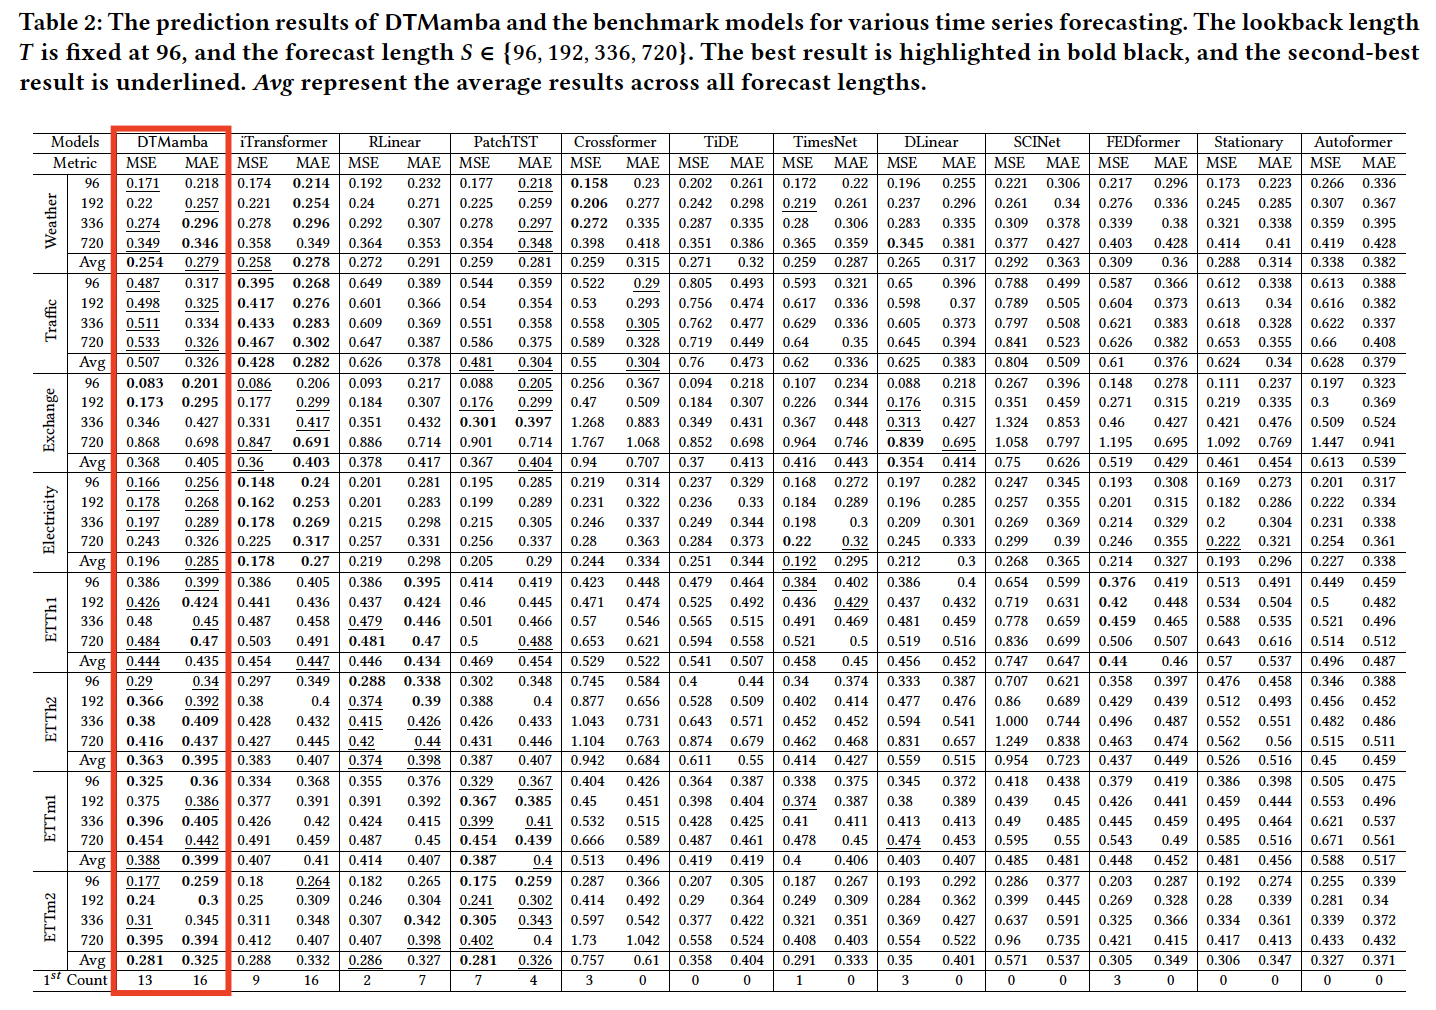 Table 2: The prediction results of DTMamba and the benchmark models for various time series forecasting. The lookback length
T is fixed at 96, and the forecast length S ∈ {96, 192, 336, 720}. The best result is highlighted in bold black, and the second-best
result is underlined. Avg represent the average results across all forecast lengths.
Models DTMamba iTransformer RLinear PatchTST Crossformer TiDE TimesNet DLinear SCINet FEDformer Stationary Autoformer
Metric MSE MAE MSE MAE MSE MAE MSE MAE MSE MAE MSE MAE MSE MAE MSE MAE MSE MAE MSE MAE MSE MAE MSE MAE
Weather
96 0.171 0.218 0.174 0.214 0.192 0.232 0.177 0.218 0.158 0.23 0.202 0.261 0.172 0.22 0.196 0.255 0.221 0.306 0.217 0.296 0.173 0.223 0.266 0.336
192 0.22 0.257 0.221 0.254 0.24 0.271 0.225 0.259 0.206 0.277 0.242 0.298 0.219 0.261 0.237 0.296 0.261 0.34 0.276 0.336 0.245 0.285 0.307 0.367
336 0.274 0.296 0.278 0.296 0.292 0.307 0.278 0.297 0.272 0.335 0.287 0.335 0.28 0.306 0.283 0.335 0.309 0.378 0.339 0.38 0.321 0.338 0.359 0.395
720 0.349 0.346 0.358 0.349 0.364 0.353 0.354 0.348 0.398 0.418 0.351 0.386 0.365 0.359 0.345 0.381 0.377 0.427 0.403 0.428 0.414 0.41 0.419 0.428
Avg 0.254 0.279 0.258 0.278 0.272 0.291 0.259 0.281 0.259 0.315 0.271 0.32 0.259 0.287 0.265 0.317 0.292 0.363 0.309 0.36 0.288 0.314 0.338 0.382
Traffic
96 0.487 0.317 0.395 0.268 0.649 0.389 0.544 0.359 0.522 0.29 0.805 0.493 0.593 0.321 0.65 0.396 0.788 0.499 0.587 0.366 0.612 0.338 0.613 0.388
192 0.498 0.325 0.417 0.276 0.601 0.366 0.54 0.354 0.53 0.293 0.756 0.474 0.617 0.336 0.598 0.37 0.789 0.505 0.604 0.373 0.613 0.34 0.616 0.382
336 0.511 0.334 0.433 0.283 0.609 0.369 0.551 0.358 0.558 0.305 0.762 0.477 0.629 0.336 0.605 0.373 0.797 0.508 0.621 0.383 0.618 0.328 0.622 0.337
720 0.533 0.326 0.467 0.302 0.647 0.387 0.586 0.375 0.589 0.328 0.719 0.449 0.64 0.35 0.645 0.394 0.841 0.523 0.626 0.382 0.653 0.355 0.66 0.408
Avg 0.507 0.326 0.428 0.282 0.626 0.378 0.481 0.304 0.55 0.304 0.76 0.473 0.62 0.336 0.625 0.383 0.804 0.509 0.61 0.376 0.624 0.34 0.628 0.379
Exchange
96 0.083 0.201 0.086 0.206 0.093 0.217 0.088 0.205 0.256 0.367 0.094 0.218 0.107 0.234 0.088 0.218 0.267 0.396 0.148 0.278 0.111 0.237 0.197 0.323
192 0.173 0.295 0.177 0.299 0.184 0.307 0.176 0.299 0.47 0.509 0.184 0.307 0.226 0.344 0.176 0.315 0.351 0.459 0.271 0.315 0.219 0.335 0.3 0.369
336 0.346 0.427 0.331 0.417 0.351 0.432 0.301 0.397 1.268 0.883 0.349 0.431 0.367 0.448 0.313 0.427 1.324 0.853 0.46 0.427 0.421 0.476 0.509 0.524
720 0.868 0.698 0.847 0.691 0.886 0.714 0.901 0.714 1.767 1.068 0.852 0.698 0.964 0.746 0.839 0.695 1.058 0.797 1.195 0.695 1.092 0.769 1.447 0.941
Avg 0.368 0.405 0.36 0.403 0.378 0.417 0.367 0.404 0.94 0.707 0.37 0.413 0.416 0.443 0.354 0.414 0.75 0.626 0.519 0.429 0.461 0.454 0.613 0.539
Electricity
96 0.166 0.256 0.148 0.24 0.201 0.281 0.195 0.285 0.219 0.314 0.237 0.329 0.168 0.272 0.197 0.282 0.247 0.345 0.193 0.308 0.169 0.273 0.201 0.317
192 0.178 0.268 0.162 0.253 0.201 0.283 0.199 0.289 0.231 0.322 0.236 0.33 0.184 0.289 0.196 0.285 0.257 0.355 0.201 0.315 0.182 0.286 0.222 0.334
336 0.197 0.289 0.178 0.269 0.215 0.298 0.215 0.305 0.246 0.337 0.249 0.344 0.198 0.3 0.209 0.301 0.269 0.369 0.214 0.329 0.2 0.304 0.231 0.338
720 0.243 0.326 0.225 0.317 0.257 0.331 0.256 0.337 0.28 0.363 0.284 0.373 0.22 0.32 0.245 0.333 0.299 0.39 0.246 0.355 0.222 0.321 0.254 0.361
Avg 0.196 0.285 0.178 0.27 0.219 0.298 0.205 0.29 0.244 0.334 0.251 0.344 0.192 0.295 0.212 0.3 0.268 0.365 0.214 0.327 0.193 0.296 0.227 0.338
ETTh1
96 0.386 0.399 0.386 0.405 0.386 0.395 0.414 0.419 0.423 0.448 0.479 0.464 0.384 0.402 0.386 0.4 0.654 0.599 0.376 0.419 0.513 0.491 0.449 0.459
192 0.426 0.424 0.441 0.436 0.437 0.424 0.46 0.445 0.471 0.474 0.525 0.492 0.436 0.429 0.437 0.432 0.719 0.631 0.42 0.448 0.534 0.504 0.5 0.482
336 0.48 0.45 0.487 0.458 0.479 0.446 0.501 0.466 0.57 0.546 0.565 0.515 0.491 0.469 0.481 0.459 0.778 0.659 0.459 0.465 0.588 0.535 0.521 0.496
720 0.484 0.47 0.503 0.491 0.481 0.47 0.5 0.488 0.653 0.621 0.594 0.558 0.521 0.5 0.519 0.516 0.836 0.699 0.506 0.507 0.643 0.616 0.514 0.512
Avg 0.444 0.435 0.454 0.447 0.446 0.434 0.469 0.454 0.529 0.522 0.541 0.507 0.458 0.45 0.456 0.452 0.747 0.647 0.44 0.46 0.57 0.537 0.496 0.487
ETTh2
96 0.29 0.34 0.297 0.349 0.288 0.338 0.302 0.348 0.745 0.584 0.4 0.44 0.34 0.374 0.333 0.387 0.707 0.621 0.358 0.397 0.476 0.458 0.346 0.388
192 0.366 0.392 0.38 0.4 0.374 0.39 0.388 0.4 0.877 0.656 0.528 0.509 0.402 0.414 0.477 0.476 0.86 0.689 0.429 0.439 0.512 0.493 0.456 0.452
336 0.38 0.409 0.428 0.432 0.415 0.426 0.426 0.433 1.043 0.731 0.643 0.571 0.452 0.452 0.594 0.541 1.000 0.744 0.496 0.487 0.552 0.551 0.482 0.486
720 0.416 0.437 0.427 0.445 0.42 0.44 0.431 0.446 1.104 0.763 0.874 0.679 0.462 0.468 0.831 0.657 1.249 0.838 0.463 0.474 0.562 0.56 0.515 0.511
Avg 0.363 0.395 0.383 0.407 0.374 0.398 0.387 0.407 0.942 0.684 0.611 0.55 0.414 0.427 0.559 0.515 0.954 0.723 0.437 0.449 0.526 0.516 0.45 0.459
ETTm1
96 0.325 0.36 0.334 0.368 0.355 0.376 0.329 0.367 0.404 0.426 0.364 0.387 0.338 0.375 0.345 0.372 0.418 0.438 0.379 0.419 0.386 0.398 0.505 0.475
192 0.375 0.386 0.377 0.391 0.391 0.392 0.367 0.385 0.45 0.451 0.398 0.404 0.374 0.387 0.38 0.389 0.439 0.45 0.426 0.441 0.459 0.444 0.553 0.496
336 0.396 0.405 0.426 0.42 0.424 0.415 0.399 0.41 0.532 0.515 0.428 0.425 0.41 0.411 0.413 0.413 0.49 0.485 0.445 0.459 0.495 0.464 0.621 0.537
720 0.454 0.442 0.491 0.459 0.487 0.45 0.454 0.439 0.666 0.589 0.487 0.461 0.478 0.45 0.474 0.453 0.595 0.55 0.543 0.49 0.585 0.516 0.671 0.561
Avg 0.388 0.399 0.407 0.41 0.414 0.407 0.387 0.4 0.513 0.496 0.419 0.419 0.4 0.406 0.403 0.407 0.485 0.481 0.448 0.452 0.481 0.456 0.588 0.517
ETTm2
96 0.177 0.259 0.18 0.264 0.182 0.265 0.175 0.259 0.287 0.366 0.207 0.305 0.187 0.267 0.193 0.292 0.286 0.377 0.203 0.287 0.192 0.274 0.255 0.339
192 0.24 0.3 0.25 0.309 0.246 0.304 0.241 0.302 0.414 0.492 0.29 0.364 0.249 0.309 0.284 0.362 0.399 0.445 0.269 0.328 0.28 0.339 0.281 0.34
336 0.31 0.345 0.311 0.348 0.307 0.342 0.305 0.343 0.597 0.542 0.377 0.422 0.321 0.351 0.369 0.427 0.637 0.591 0.325 0.366 0.334 0.361 0.339 0.372
720 0.395 0.394 0.412 0.407 0.407 0.398 0.402 0.4 1.73 1.042 0.558 0.524 0.408 0.403 0.554 0.522 0.96 0.735 0.421 0.415 0.417 0.413 0.433 0.432
Avg 0.281 0.325 0.288 0.332 0.286 0.327 0.281 0.326 0.757 0.61 0.358 0.404 0.291 0.333 0.35 0.401 0.571 0.537 0.305 0.349 0.306 0.347 0.327 0.371
1st Count 13 16 9 16 2 7 7 4 3 0 0 0 1 0 3 0 0 0 3 0 0 0 0 0